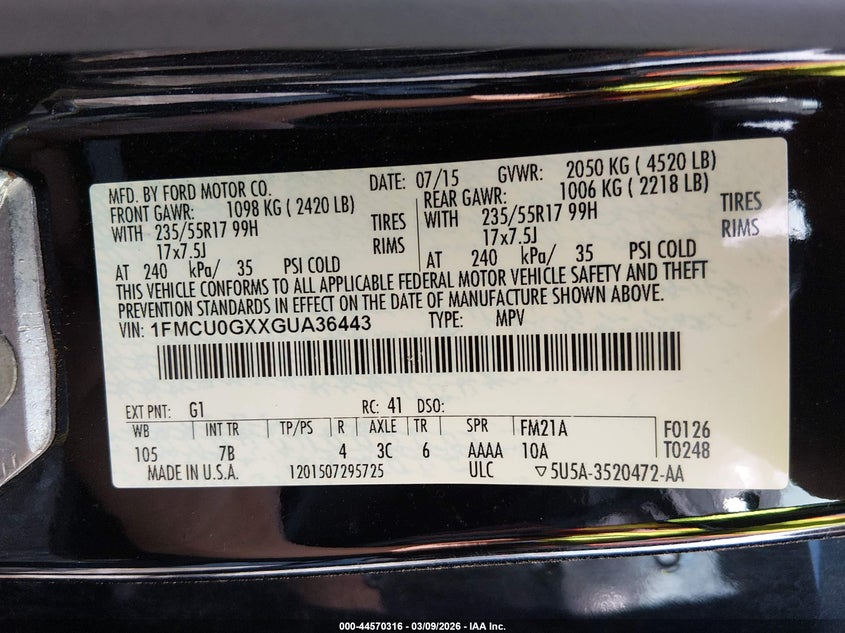 MFD. BY FORD MOTOR CO. DATE: 07/15 GVWR: 2050 KG ( 4520 LB)
FRONT GAWR: 1098 KG ( 2420 LB) REAR GAWR: 1006 KG ( 2218 LB)
WITH 235/55R17 99H TIRES WITH 235/55R17 99H TIRES
17x7.5J RIMS 17x7.5J RIMS
AT 240 kPa/ 35 PSI COLD AT 240 kPa/ 35 PSI COLD
THIS VEHICLE CONFORMS TO ALL APPLICABLE FEDERAL MOTOR VEHICLE SAFETY AND THEFT
PREVENTION STANDARDS IN EFFECT ON THE DATE OF MANUFACTURE SHOWN ABOVE.
VIN: 1FMCU0GXXGUA36443 TYPE: MPV
EXT PNT: G1 RC: 41 DSO:
WB INT TR TP/PS R AXLE TR SPR FM21A F0126
105 7B 4 3C 6 AAAA 10A T0248
MADE IN U.S.A. 1201507295725 ULC ▽5U5A-3520472-AA
000-44570316 - 03/09/2026 - IAA Inc.